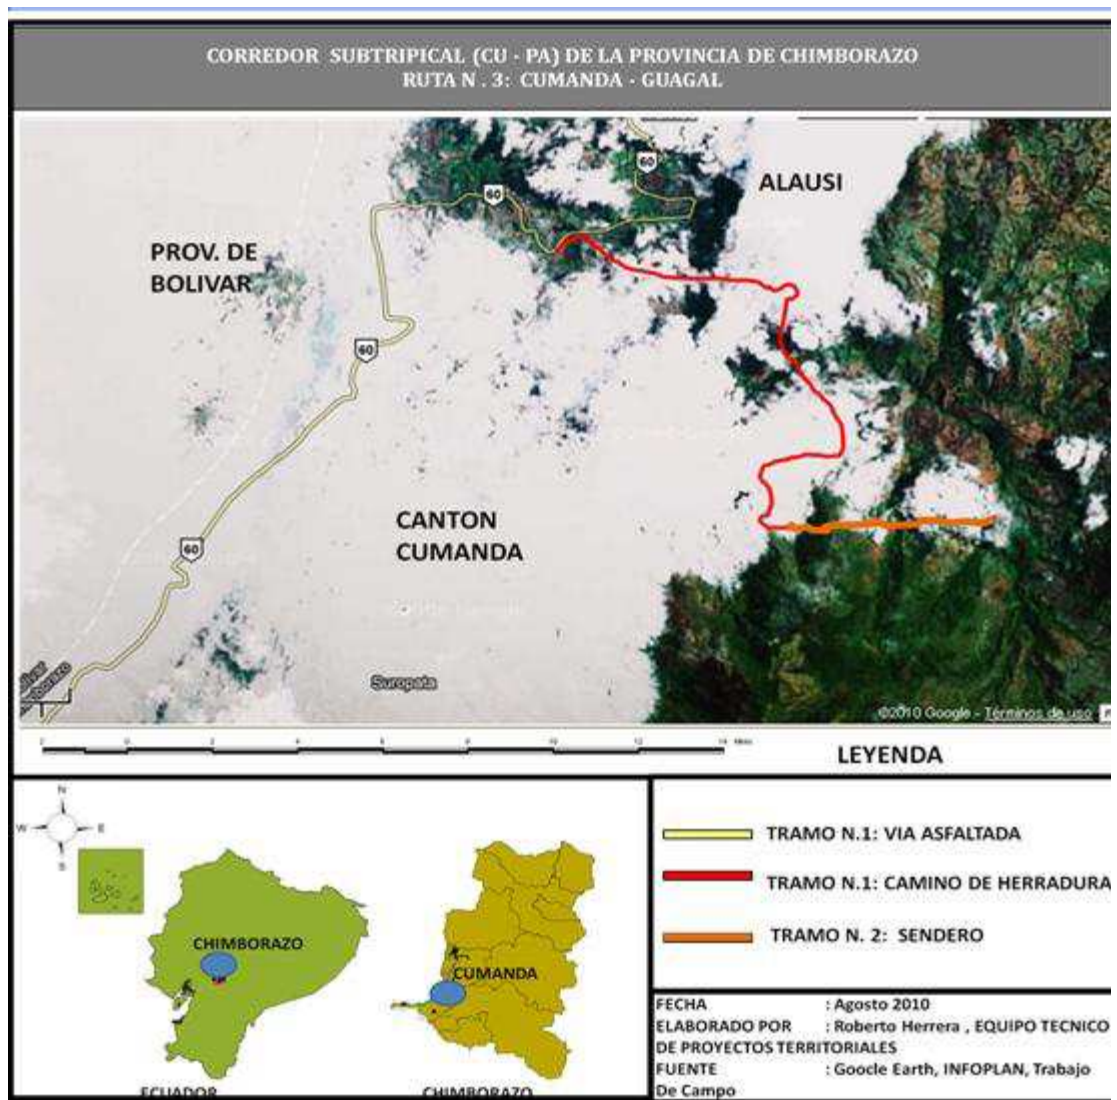 CORREDOR SUBTRIPICAL (CU - PA) DE LA PROVINCIA DE CHIMBORAZO
RUTA N . 3: CUMANDA - GUAGAL
60
60
ALAUSI
PROV. DE
BOLIVAR
60
CANTON
CUMANDA
60
Suropata
©2010 Google - Términos de uso
LEYENDA
N
W
E
S
TRAMO N.1: VIA ASFALTADA
TRAMO N.1: CAMINO DE HERRADURA
TRAMO N. 2: SENDERO
CHIMBORAZO
CUMANDA
ECUADOR
CHIMBORAZO
FECHA : Agosto 2010
ELABORADO POR : Roberto Herrera , EQUIPO TECNICO
DE PROYECTOS TERRITORIALES
FUENTE : Goocle Earth, INFOPLAN, Trabajo
De Campo